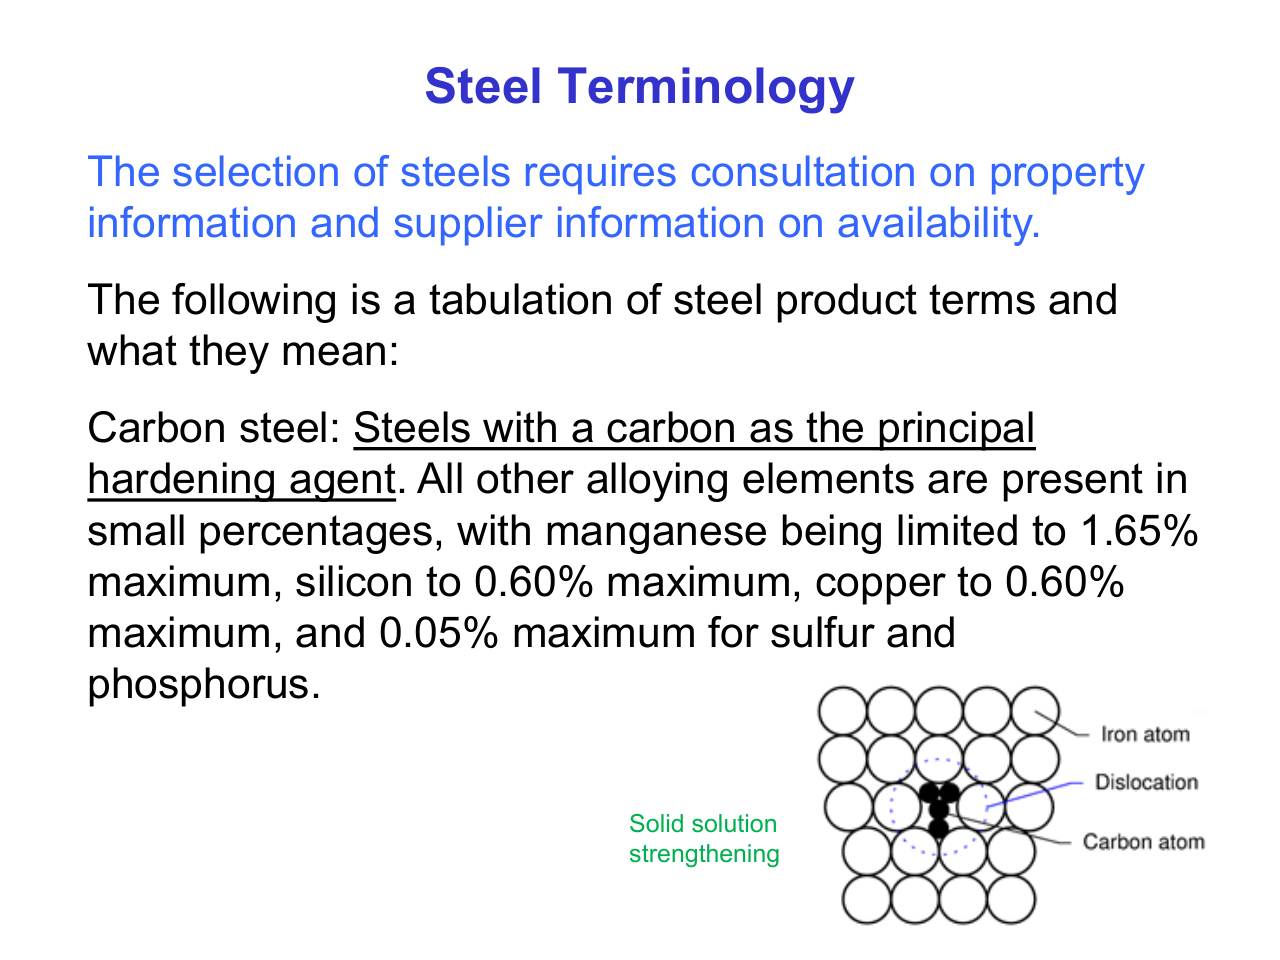 Steel Terminology
The selection of steels requires consultation on property
information and supplier information on availability.
The following is a tabulation of steel product terms and
what they mean:
Carbon steel: Steels with a carbon as the principal
hardening agent. All other alloying elements are present in
small percentages, with manganese being limited to 1.65%
maximum, silicon to 0.60% maximum, copper to 0.60%
maximum, and 0.05% maximum for sulfur and
phosphorus.
Iron atom
Dislocation
Solid solution
strengthening
Carbon atom